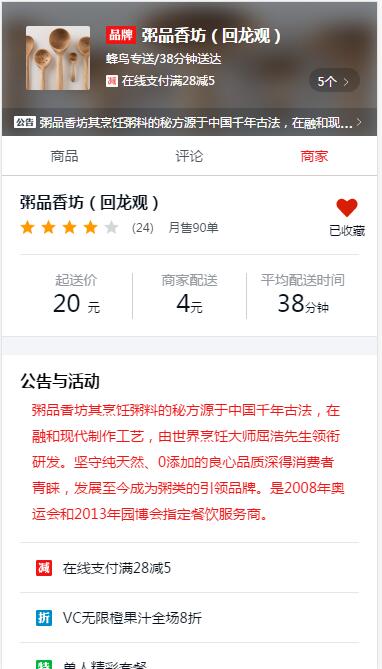 品牌 粥品香坊（回龙观）
蜂鸟专送/38分钟送达
减 在线支付满28减5
5个 >
公告 粥品香坊其烹饪粥料的秘方源于中国千年古法，在融和现... >
商品 评论 商家
粥品香坊（回龙观）
(24) 月售90单
已收藏
起送价 商家配送 平均配送时间
20 元 4元 38分钟
公告与活动
粥品香坊其烹饪粥料的秘方源于中国千年古法，在
融和现代制作工艺，由世界烹饪大师屈浩先生领衔
研发。坚守纯天然、0添加的良心品质深得消费者
青睐，发展至今成为粥类的引领品牌。是2008年奥
运会和2013年园博会指定餐饮服务商。
减 在线支付满28减5
折 VC无限橙果汁全场8折
特 单人精彩套餐